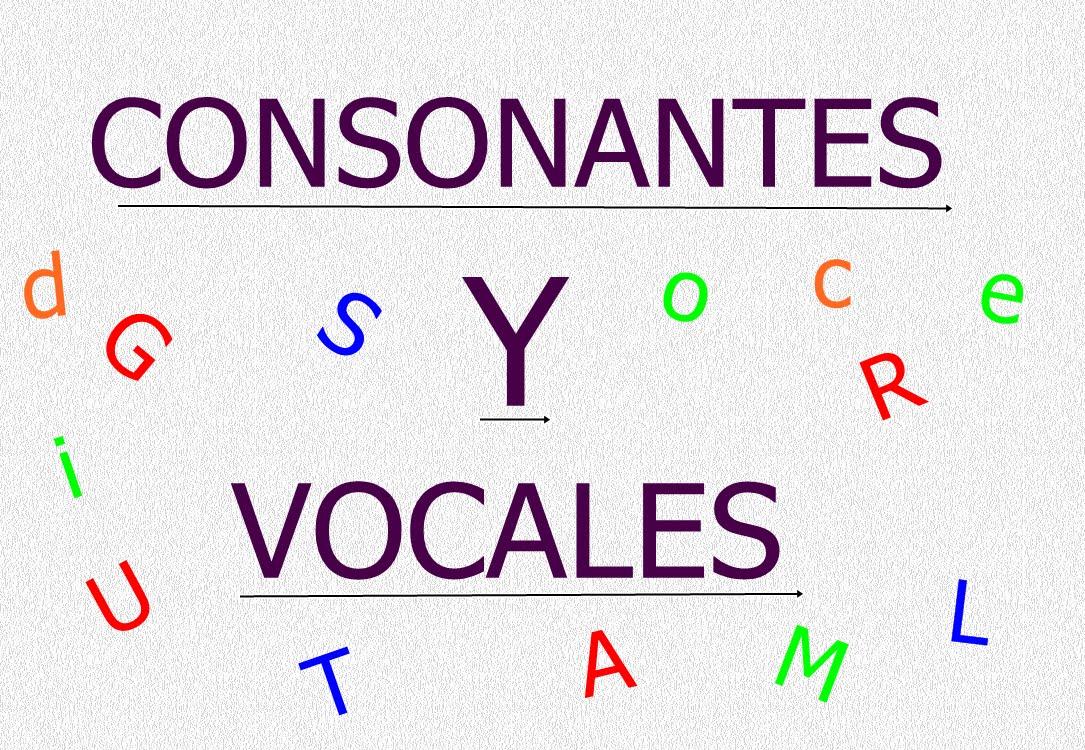 CONSONANTES
d G S Y o c e
R
i
VOCALES
U T A M L